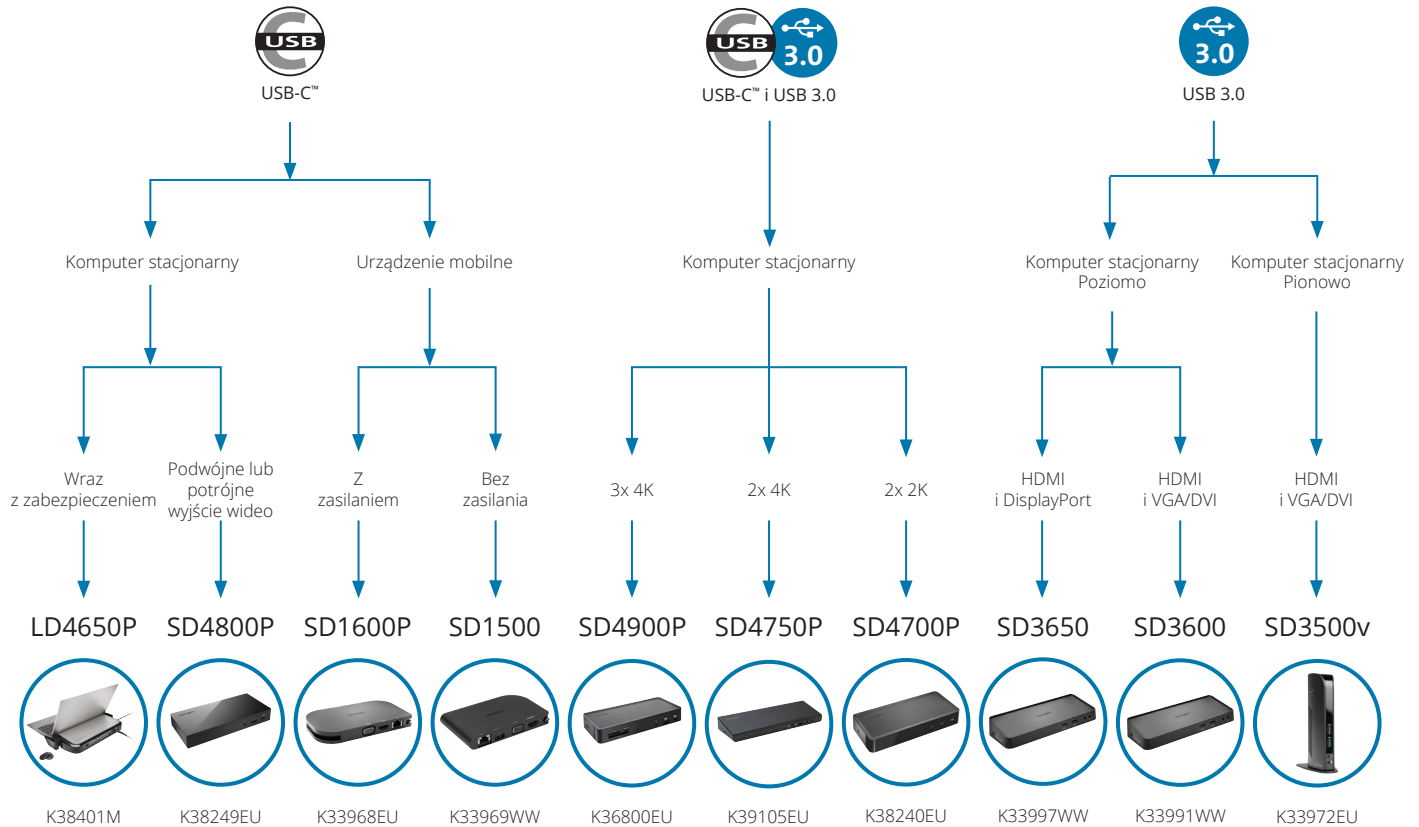 USB
USB
3.0
3.0
USB-C™
USB-C™ i USB 3.0
USB 3.0
Komputer stacjonarny
Urządzenie mobilne
Komputer stacjonarny
Komputer stacjonarny
Poziomo
Komputer stacjonarny
Pionowo
Wraz
z zabezpieczeniem
Podwójne lub
potrójne
wyjście wideo
Z
zasilaniem
Bez
zasilania
3x 4K
2x 4K
2x 2K
HDMI
i DisplayPort
HDMI
i VGA/DVI
HDMI
i VGA/DVI
LD4650P
SD4800P
SD1600P
SD1500
SD4900P
SD4750P
SD4700P
SD3650
SD3600
SD3500v
K38401M
K38249EU
K33968EU
K33969WW
K36800EU
K39105EU
K38240EU
K33997WW
K33991WW
K33972EU